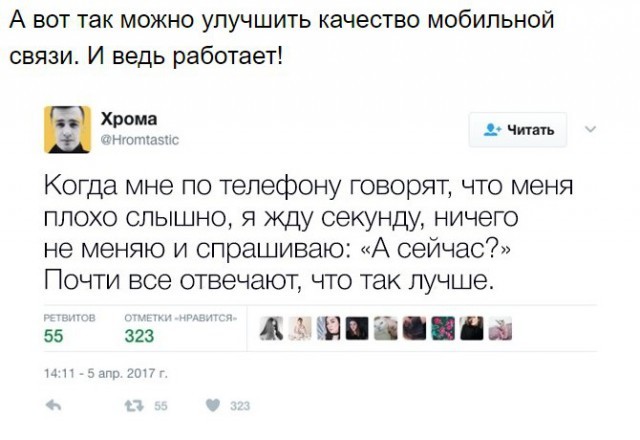 А вот так можно улучшить качество мобильной
связи. И ведь работает!
Хрома
@Hromtastic
Читать
Когда мне по телефону говорят, что меня
плохо слышно, я жду секунду, ничего
не меняю и спрашиваю: «А сейчас?»
Почти все отвечают, что так лучше.
РЕТВИТОВ
55
ОТМЕТКИ «НРАВИТСЯ»
323
14:11 - 5 апр. 2017 г.
55
323